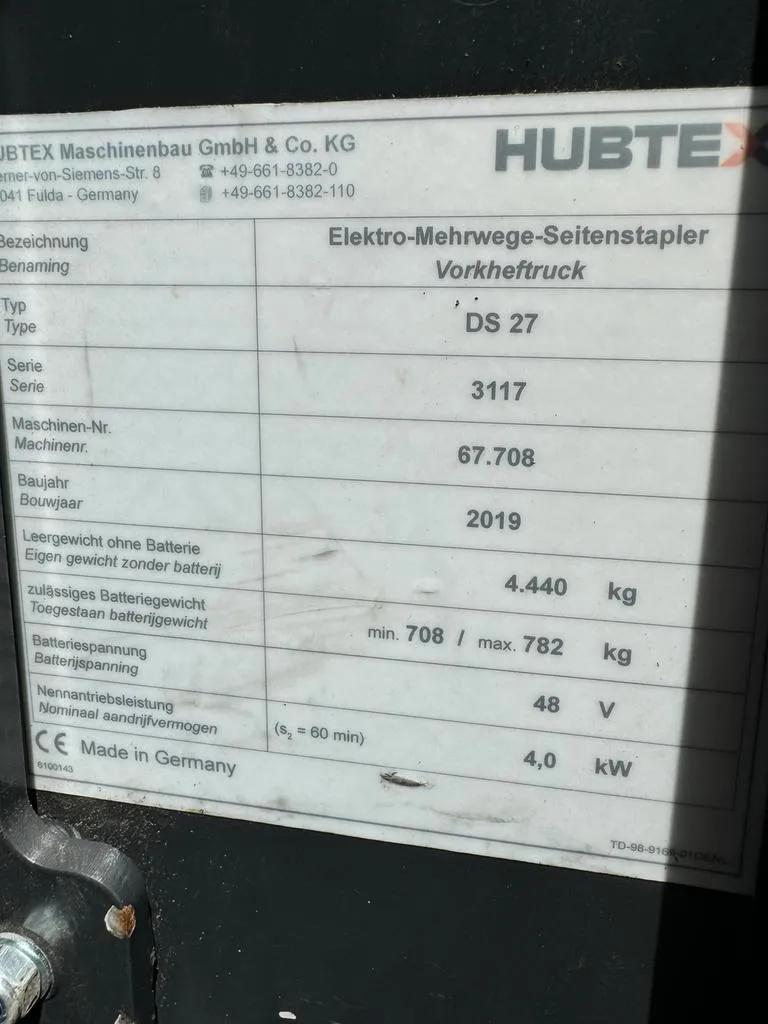 UBTEX Maschinenbau GmbH & Co. KG
erner-von-Siemens-Str. 8 ☎ +49-661-8382-0
041 Fulda - Germany +49-661-8382-110
HUBTEX
Bezeichnung
Benaming
Elektro-Mehrwege-Seitenstapler
Vorkheftruck
Typ
Type
DS 27
Serie
Serie
3117
Maschinen-Nr.
Machinenr.
67.708
Baujahr
Bouwjaar
2019
Leergewicht ohne Batterie
Eigen gewicht zonder batterij
4.440 kg
zulässiges Batteriegewicht
Toegestaan batterijgewicht
min. 708 / max. 782 kg
Batteriespannung
Batterijspanning
48 V
Nennantriebsleistung
Nominaal aandrijfvermogen
(s₂ = 60 min)
4,0 kW
CE Made in Germany
6100143